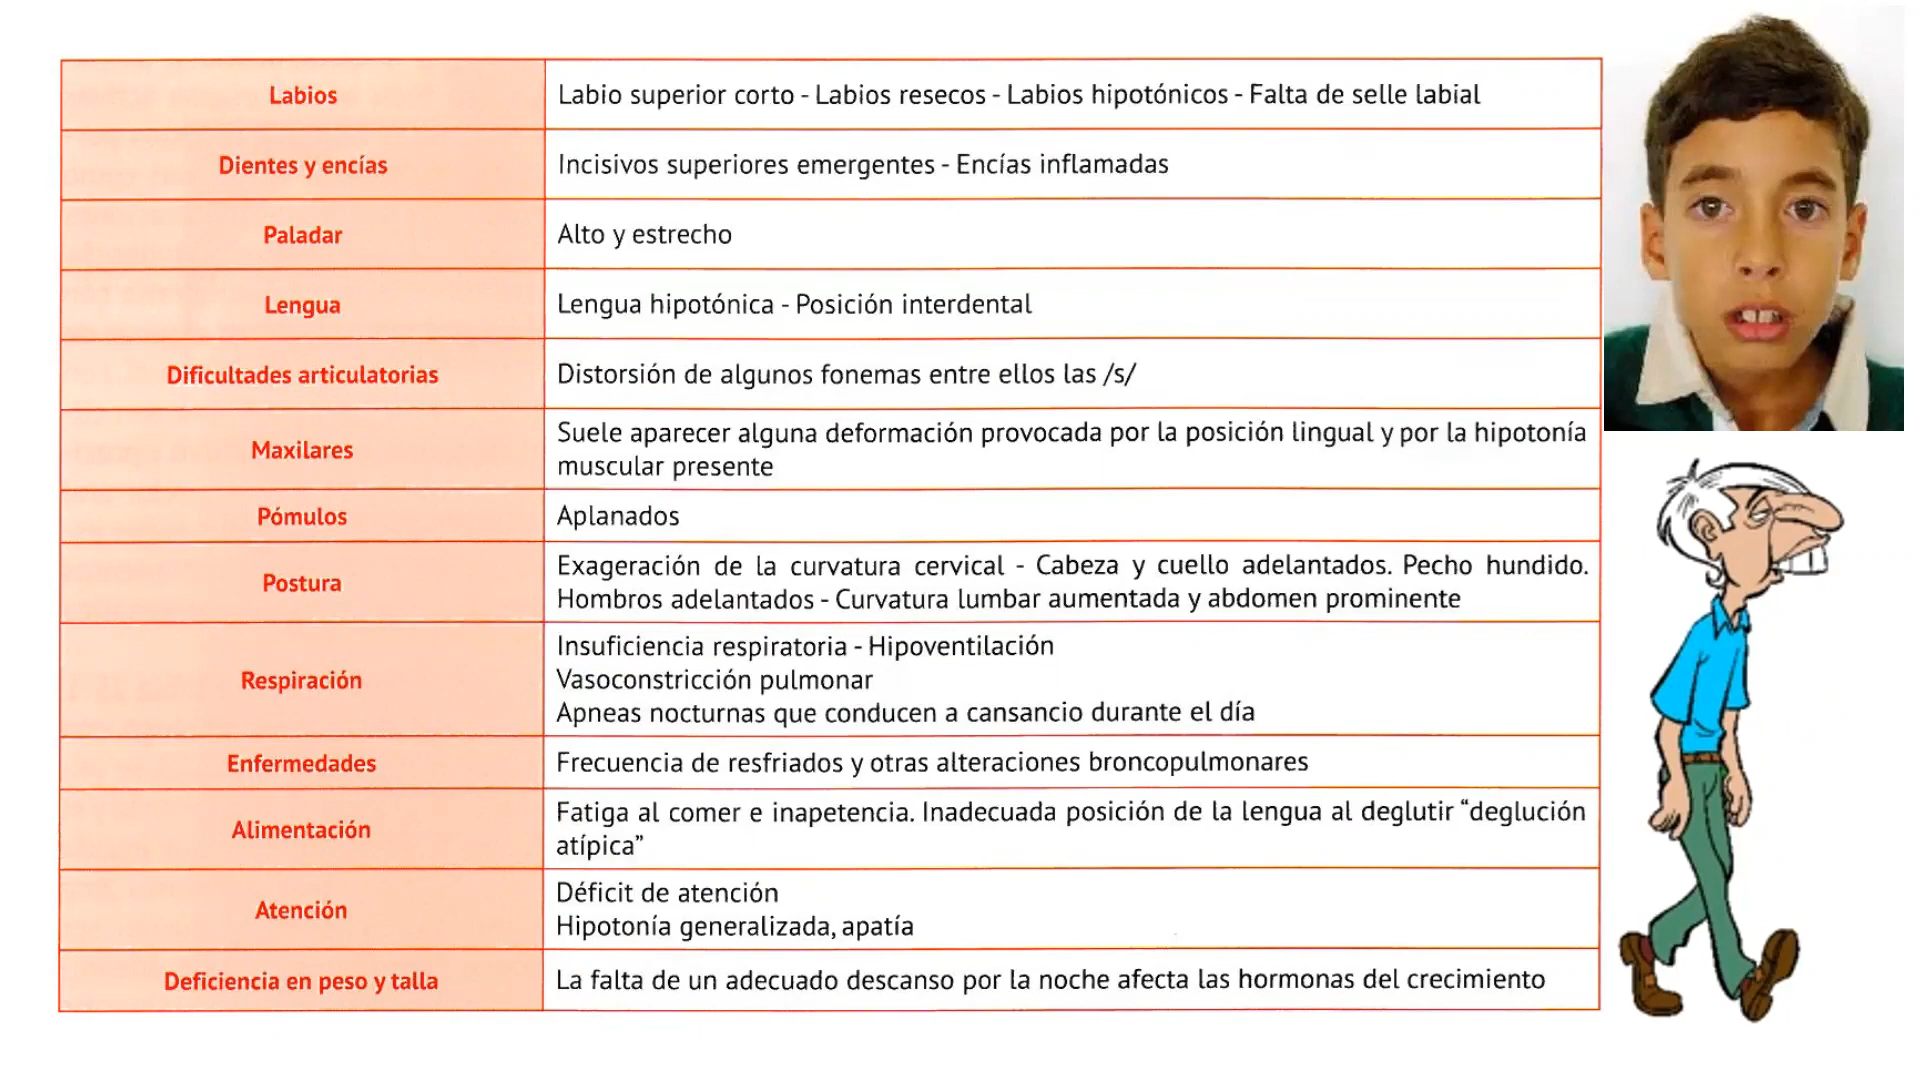 Labios
Labio superior corto - Labios resecos - Labios hipotónicos - Falta de selle labial
Dientes y encías
Incisivos superiores emergentes - Encías inflamadas
Paladar
Alto y estrecho
Lengua
Lengua hipotónica - Posición interdental
Dificultades articulatorias
Distorsión de algunos fonemas entre ellos las /s/
Maxilares
Suele aparecer alguna deformación provocada por la posición lingual y por la hipotonía
muscular presente
Pómulos
Aplanados
Postura
Exageración de la curvatura cervical - Cabeza y cuello adelantados. Pecho hundido.
Hombros adelantados - Curvatura lumbar aumentada y abdomen prominente
Respiración
Insuficiencia respiratoria - Hipoventilación
Vasoconstricción pulmonar
Apneas nocturnas que conducen a cansancio durante el día
Enfermedades
Frecuencia de resfriados y otras alteraciones broncopulmonares
Alimentación
Fatiga al comer e inapetencia. Inadecuada posición de la lengua al deglutir “deglución
atípica”
Atención
Déficit de atención
Hipotonía generalizada, apatía
Deficiencia en peso y talla
La falta de un adecuado descanso por la noche afecta las hormonas del crecimiento